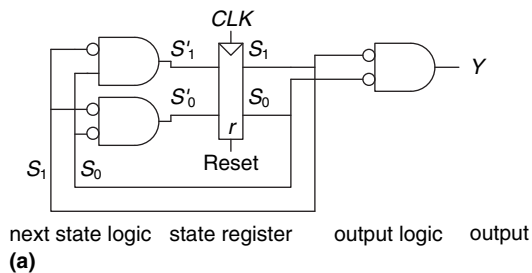 CLK
S'1 S1 Y
S'0 S0
r
Reset
S1 S0
next state logic state register output logic output
(a)